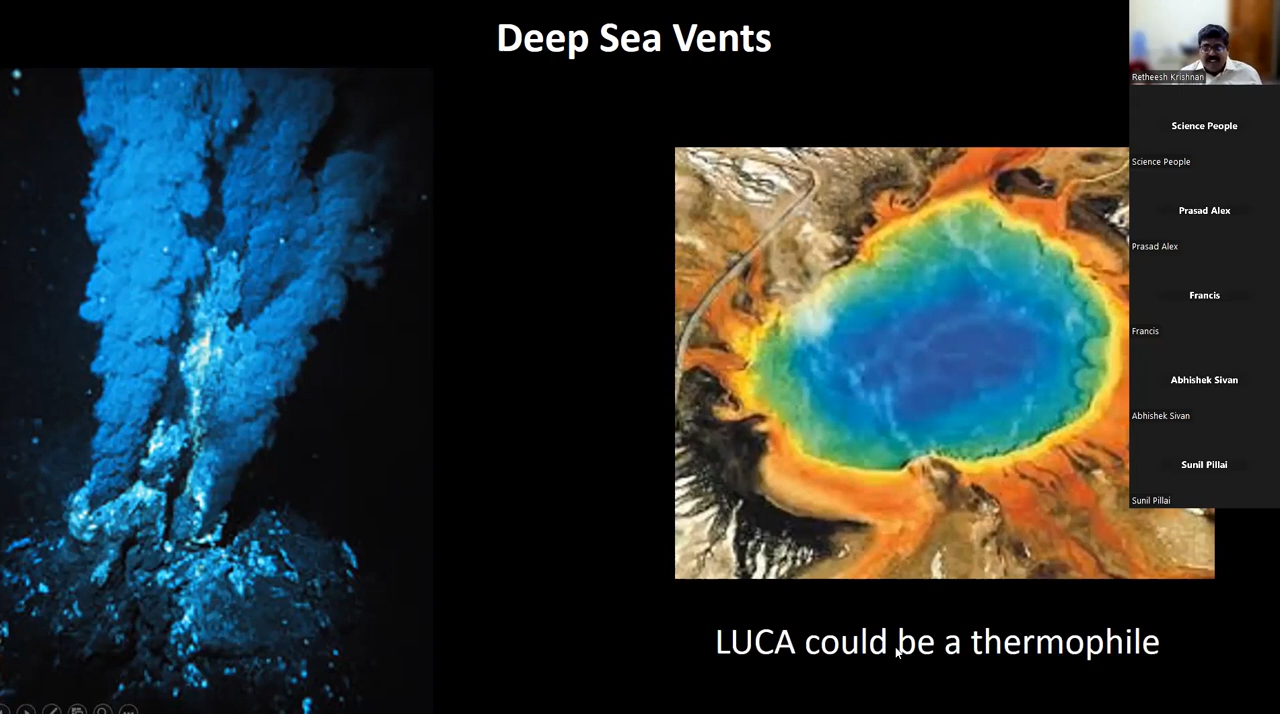 Deep Sea Vents
Retheesh Krishnan
Science People
Science People
Prasad Alex
Prasad Alex
Francis
Francis
Abhishek Sivan
Abhishek Sivan
Sunil Pillai
Sunil Pillai
LUCA could be a thermophile